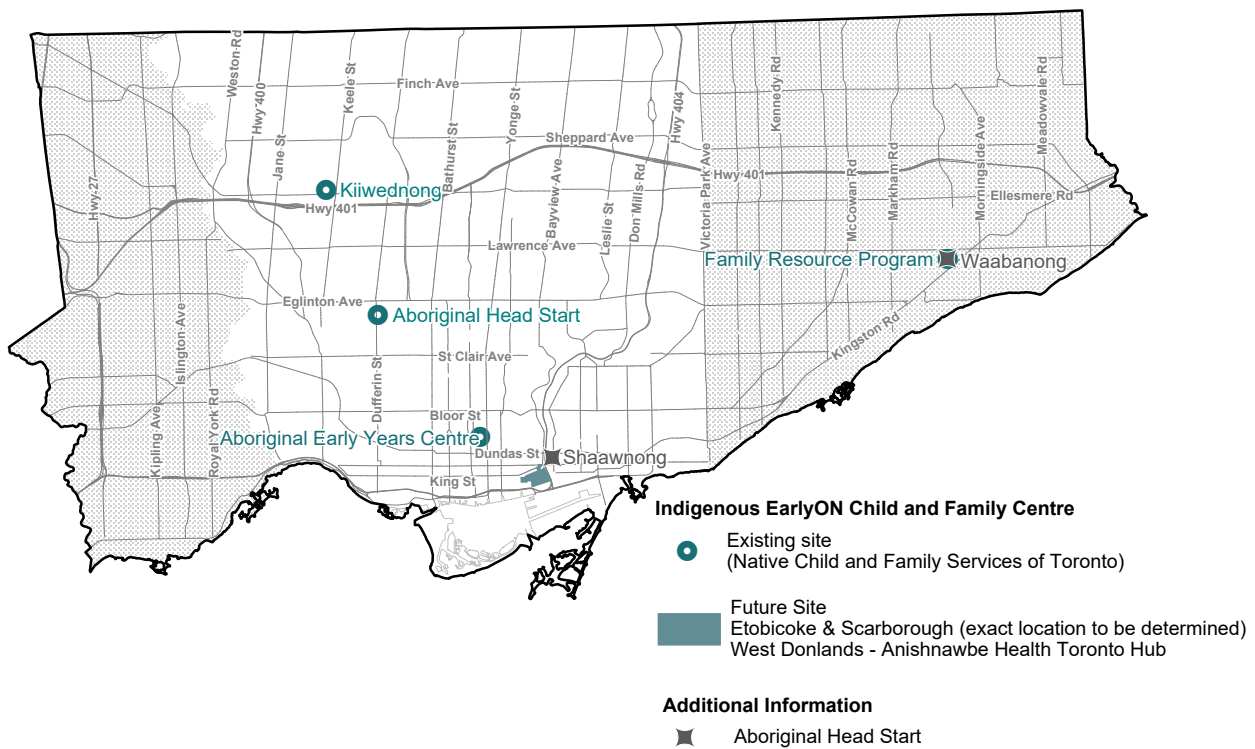 Weston Rd
Hwy 400
Jane St
Keele St
Finch Ave
Bathurst St
Yonge St
Sheppard Ave
Bayview Ave
Leslie St
Don Mills Rd
Hwy 404
Victoria Park Ave
Kennedy Rd
Hwy 401
McCowan Rd
Markham Rd
Morningside Ave
Meadowvale Rd
Ellesmere Rd
Hwy 27
Kiiwednong
Hwy 401
Lawrence Ave
Family Resource Program
Waabanong
Eglinton Ave
Aboriginal Head Start
Islington Ave
St Clair Ave
Kingston Rd
Dufferin St
Kipling Ave
Royal York Rd
Bloor St
Aboriginal Early Years Centre
Dundas St
Shaawnong
King St
Indigenous EarlyON Child and Family Centre
Existing site
(Native Child and Family Services of Toronto)
Future Site
Etobicoke & Scarborough (exact location to be determined)
West Donlands - Anishnawbe Health Toronto Hub
Additional Information
Aboriginal Head Start